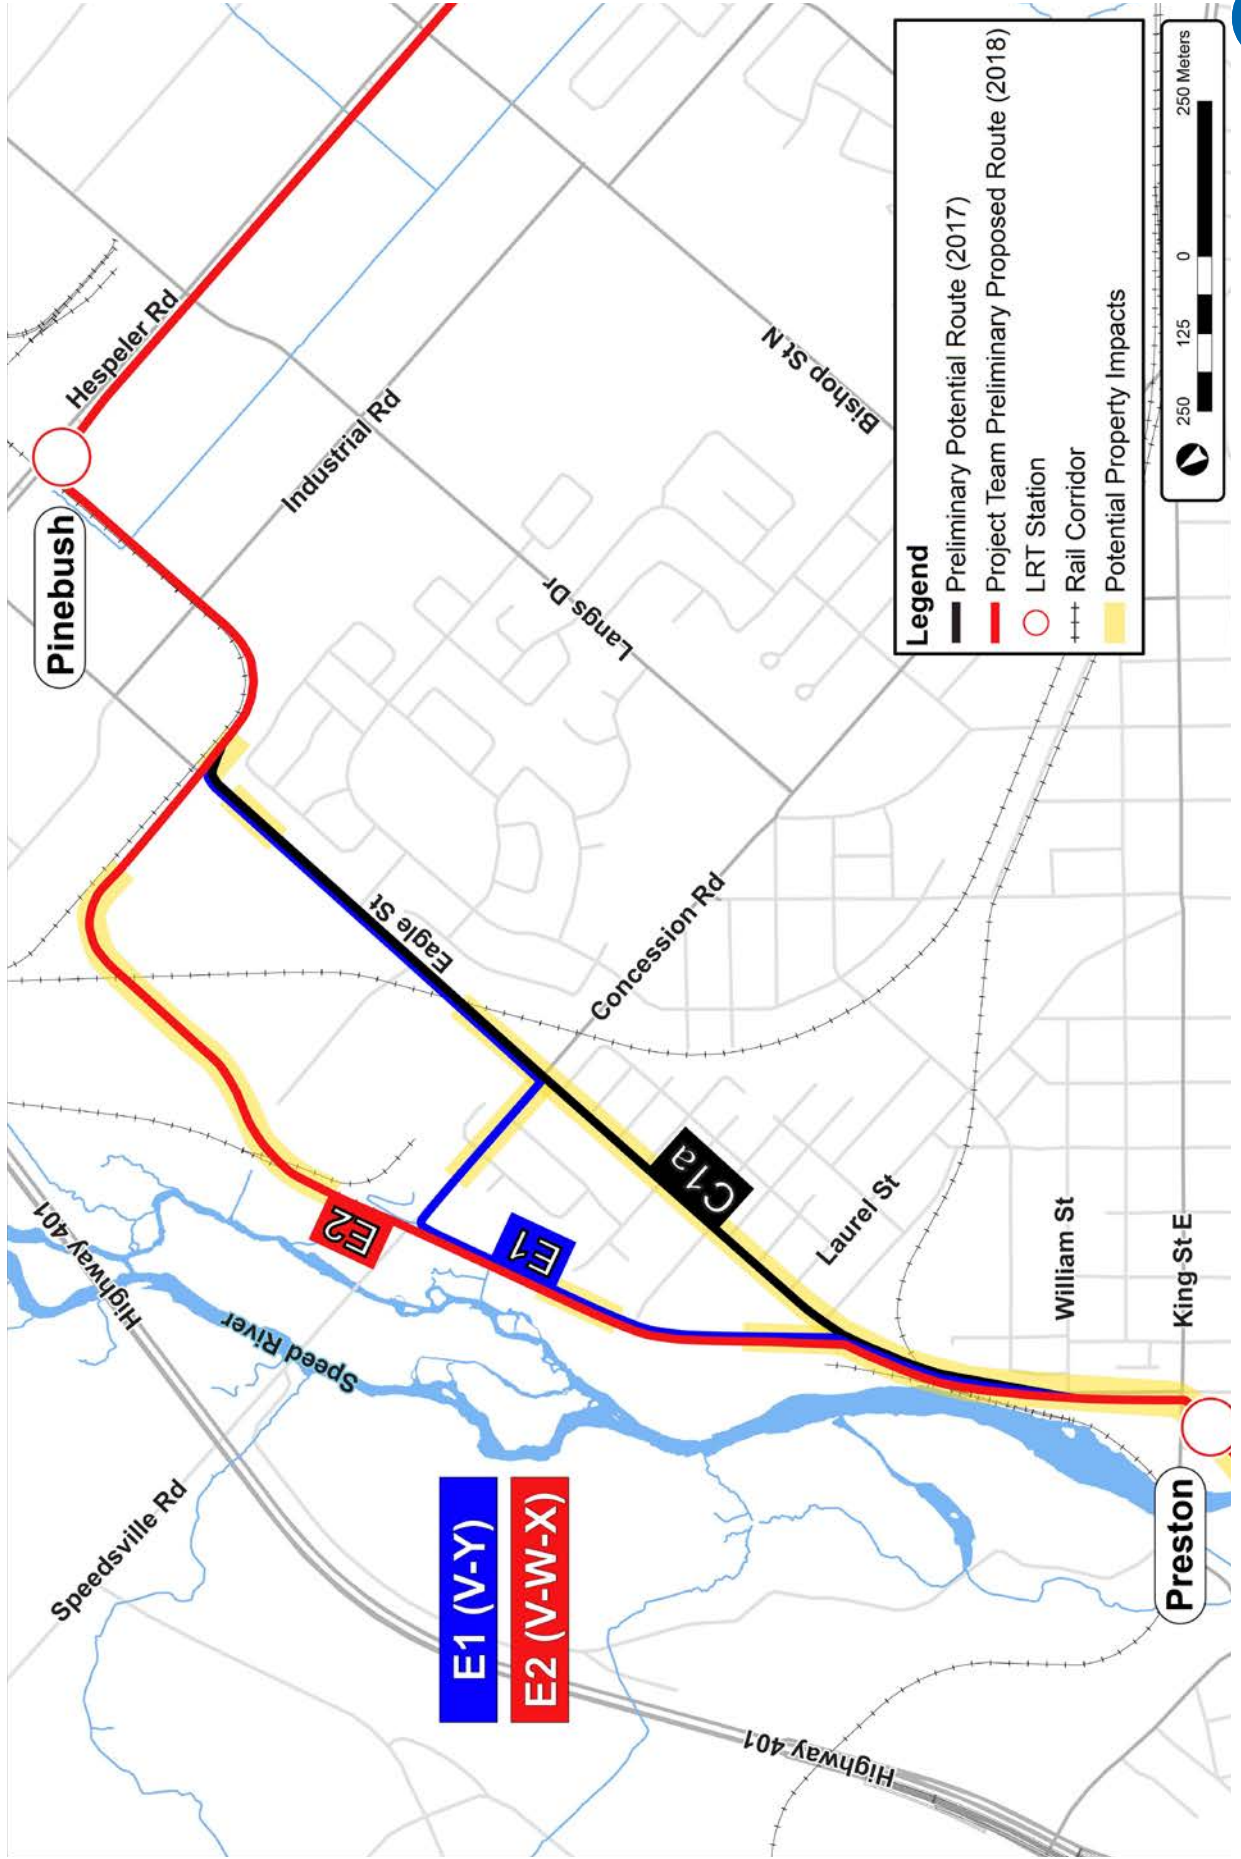 Pinebush
Hespeler Rd
Industrial Rd
Langs Dr
Bishop St N
Eagle St
Concession Rd
C1a
E2
E1
Laurel St
William St
King St E
Highway 401
Speed River
Speedsville Rd
E1 (V-Y)
E2 (V-W-X)
Highway 401
Preston
Legend
Preliminary Potential Route (2017)
Project Team Preliminary Proposed Route (2018)
LRT Station
Rail Corridor
Potential Property Impacts
250 125 0 250 Meters